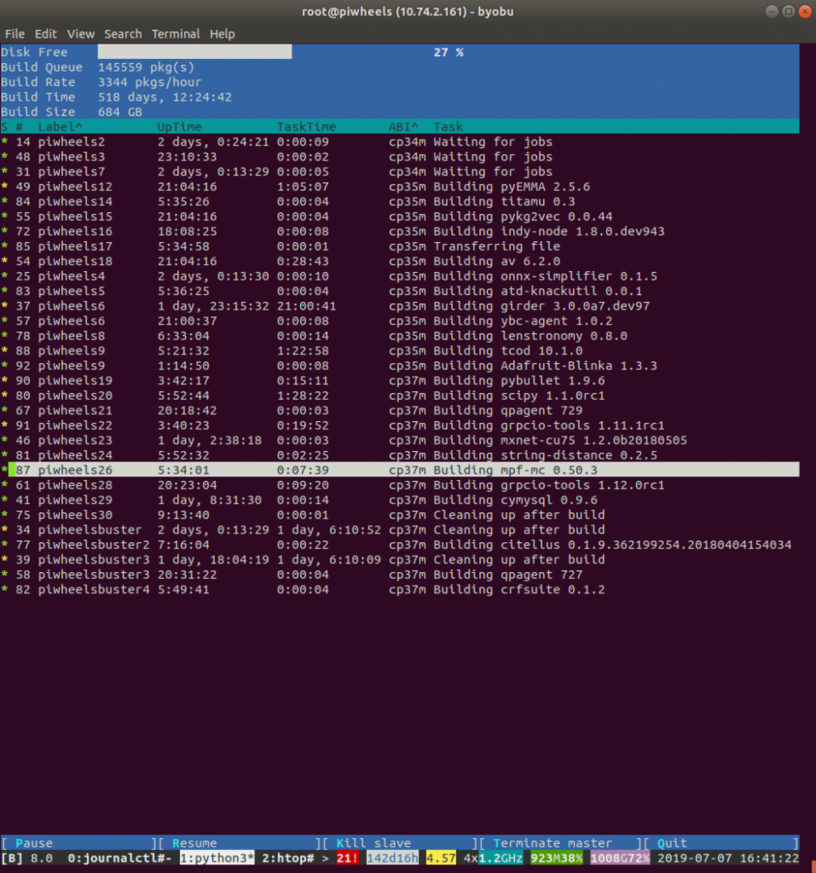 root@piwheels (10.74.2.161) - byobu
File Edit View Search Terminal Help
Disk Free 27 %
Build Queue 145559 pkg(s)
Build Rate 3344 pkgs/hour
Build Time 518 days, 12:24:42
Build Size 684 GB
S # Label^ UpTime TaskTime ABI^ Task
* 14 piwheels2 2 days, 0:24:21 0:00:09 cp34m Waiting for jobs
* 48 piwheels3 23:10:33 0:00:02 cp34m Waiting for jobs
* 31 piwheels7 2 days, 0:13:29 0:00:05 cp34m Waiting for jobs
* 49 piwheels12 21:04:16 1:05:07 cp35m Building pyEMMA 2.5.6
* 84 piwheels14 5:35:26 0:00:04 cp35m Building titamu 0.3
* 55 piwheels15 21:04:16 0:00:04 cp35m Building pykg2vec 0.0.44
* 72 piwheels16 18:08:25 0:00:08 cp35m Building indy-node 1.8.0.dev943
* 85 piwheels17 5:34:58 0:00:01 cp35m Transferring file
* 54 piwheels18 21:04:16 0:28:43 cp35m Building av 6.2.0
* 25 piwheels4 2 days, 0:13:30 0:00:10 cp35m Building onnx-simplifier 0.1.5
* 83 piwheels5 5:36:25 0:00:04 cp35m Building atd-knackutil 0.0.1
* 37 piwheels6 1 day, 23:15:32 21:00:41 cp35m Building girder 3.0.0a7.dev97
* 57 piwheels6 21:00:37 0:00:08 cp35m Building ybc-agent 1.0.2
* 78 piwheels8 6:33:04 0:00:14 cp35m Building lenstronomy 0.8.0
* 88 piwheels9 5:21:32 1:22:58 cp35m Building tcod 10.1.0
* 92 piwheels9 1:14:50 0:00:08 cp35m Building Adafruit-Blinka 1.3.3
* 90 piwheels19 3:42:17 0:15:11 cp37m Building pybullet 1.9.6
* 80 piwheels20 5:52:44 1:28:22 cp37m Building scipy 1.1.0rc1
* 67 piwheels21 20:18:42 0:00:03 cp37m Building qpagent 729
* 91 piwheels22 3:40:23 0:19:52 cp37m Building grpcio-tools 1.11.1rc1
* 46 piwheels23 1 day, 2:38:18 0:00:03 cp37m Building mxnet-cu75 1.2.0b20180505
* 81 piwheels24 5:52:32 0:02:25 cp37m Building string-distance 0.2.5
* 87 piwheels26 5:34:01 0:07:39 cp37m Building mpf-mc 0.50.3
* 61 piwheels28 20:23:04 0:09:20 cp37m Building grpcio-tools 1.12.0rc1
* 41 piwheels29 1 day, 8:31:30 0:00:14 cp37m Building cymysql 0.9.6
* 75 piwheels30 9:13:40 0:00:01 cp37m Cleaning up after build
* 34 piwheelsbuster 2 days, 0:13:29 1 day, 6:10:52 cp37m Cleaning up after build
* 77 piwheelsbuster2 7:16:04 0:00:22 cp37m Building citellus 0.1.9.362199254.20180404154034
* 39 piwheelsbuster3 1 day, 18:04:19 1 day, 6:10:09 cp37m Cleaning up after build
* 58 piwheelsbuster3 20:31:22 0:00:04 cp37m Building qpagent 727
* 82 piwheelsbuster4 5:49:41 0:00:04 cp37m Building crfsuite 0.1.2
[ Pause ][ Resume ][ Kill slave ][ Terminate master ][ Quit ]
[B] 8.0 0:journalctl#- 1:python3* 2:htop# > 21! 142d16h 4.57 4x1.2GHz 923M38% 1008G72% 2019-07-07 16:41:22